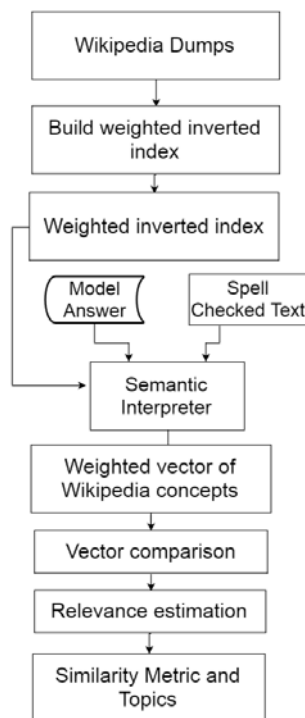 Wikipedia Dumps
Build weighted inverted
index
Weighted inverted index
Model
Answer
Spell
Checked Text
Semantic
Interpreter
Weighted vector of
Wikipedia concepts
Vector comparison
Relevance estimation
Similarity Metric and
Topics